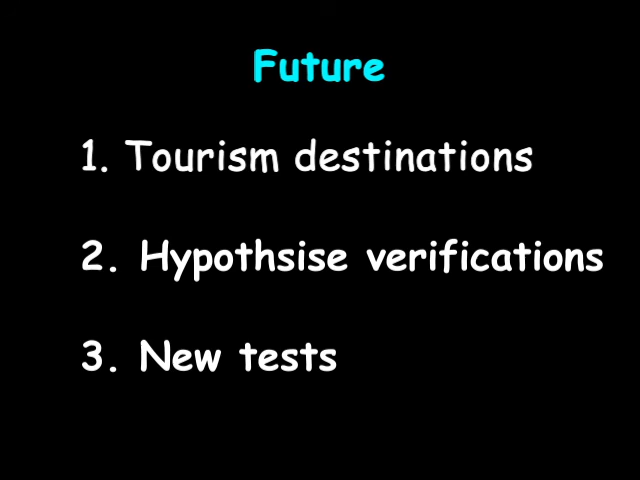 Future
1. Tourism destinations
2. Hypothsise verifications
3. New tests